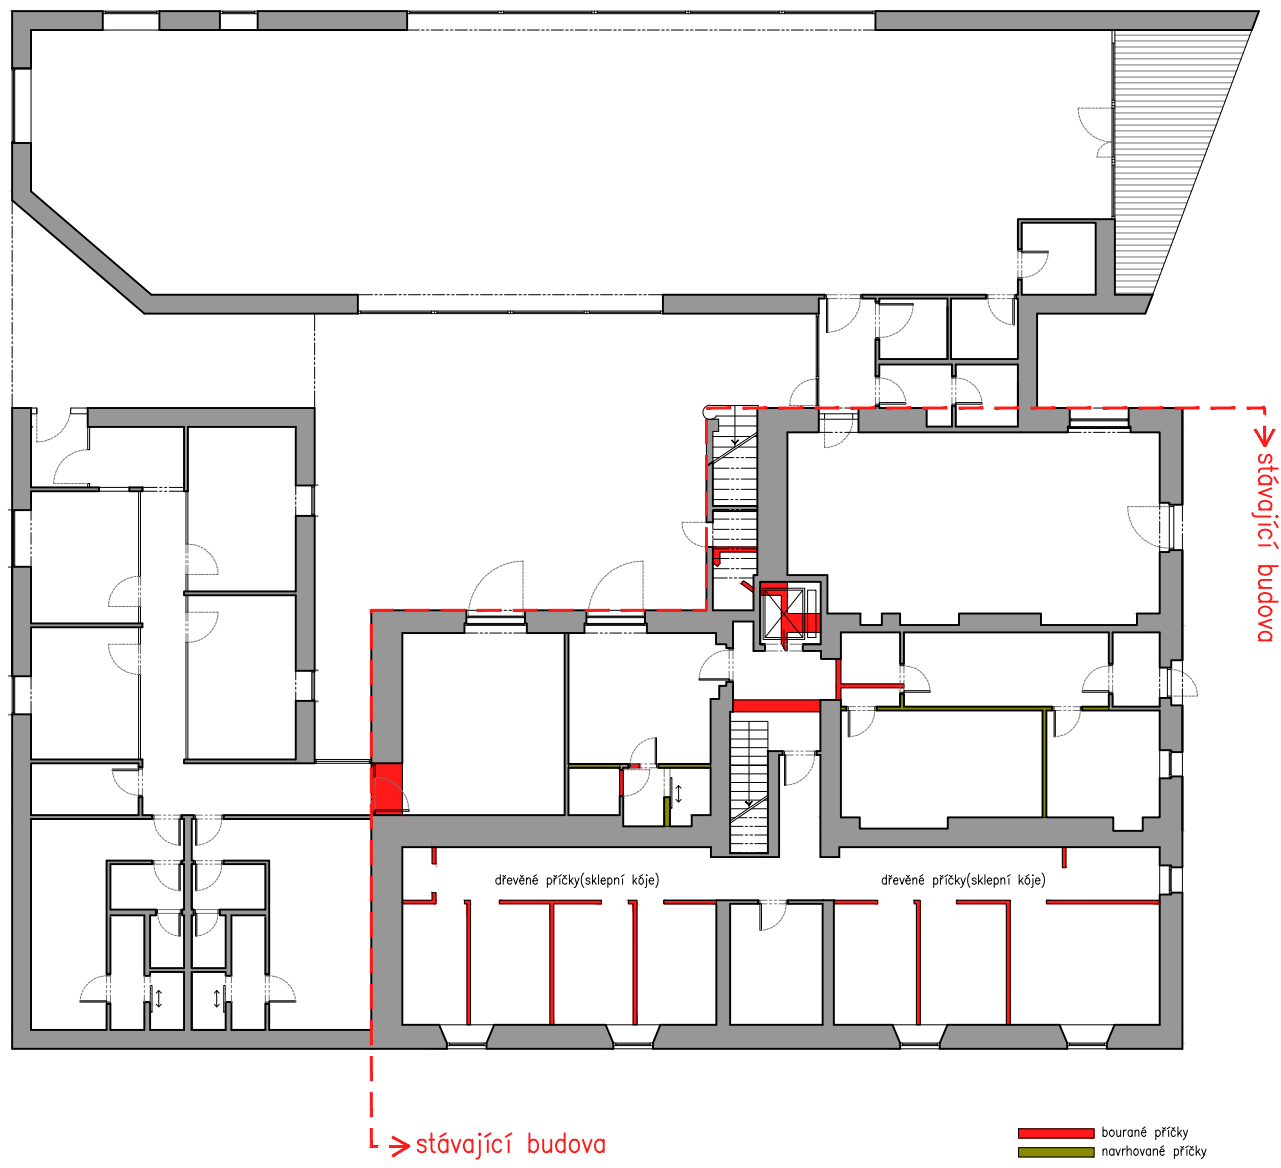 stávající budova
dřevěné příčky(sklepní kóje)
dřevěné příčky(sklepní kóje)
stávající budova
bourané příčky
navrhované příčky